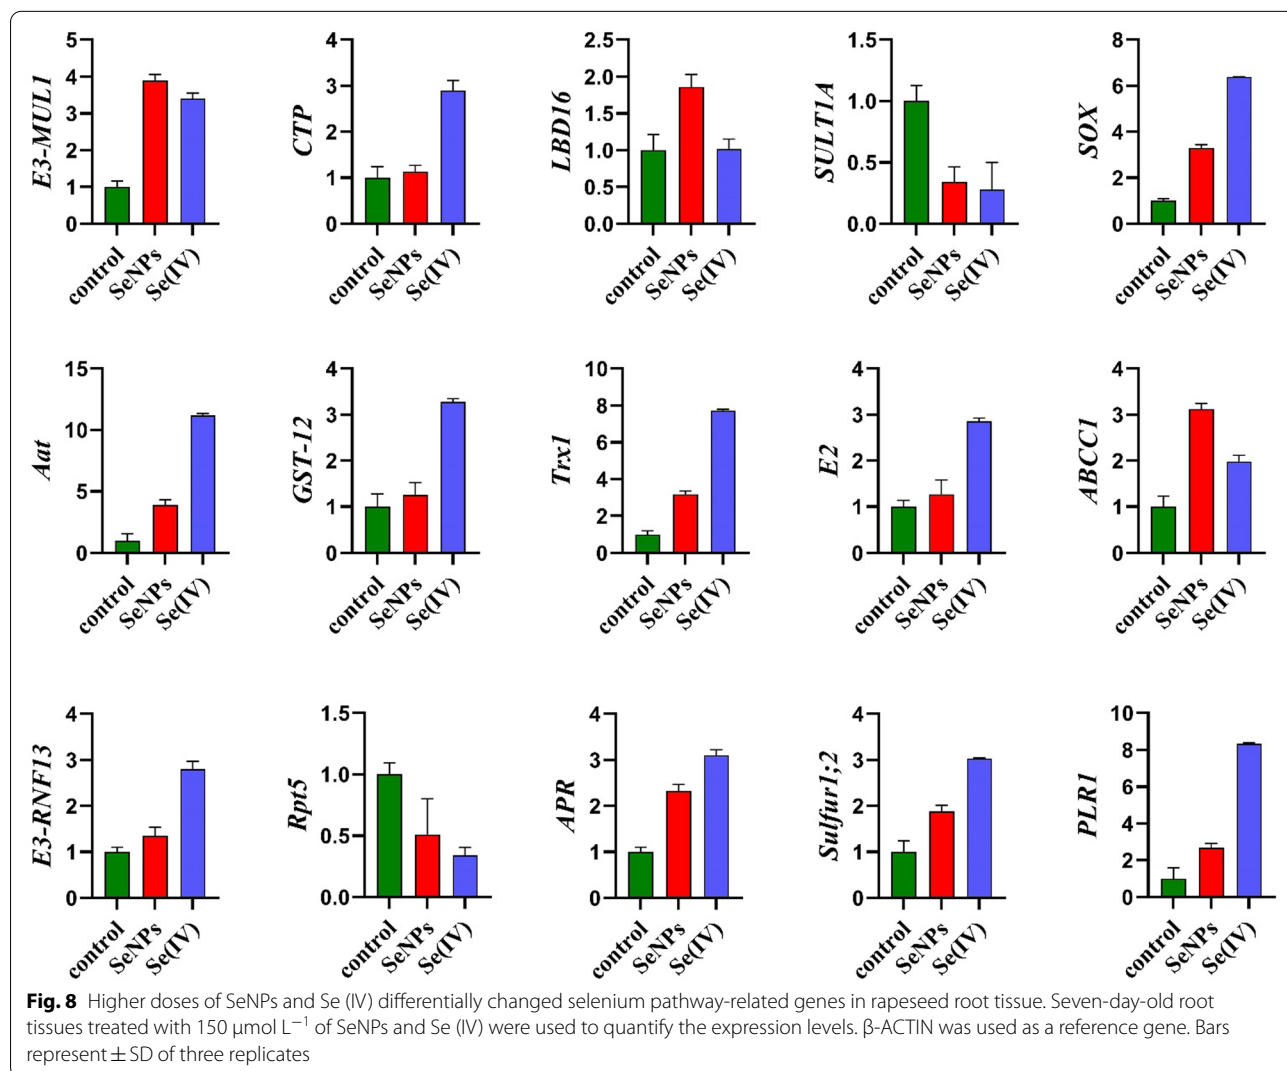 E3-MUL1
5
4
3
2
1
0
control
SeNPs
Se(IV)
CTP
4
3
2
1
0
control
SeNPs
Se(IV)
LBD16
2.5
2.0
1.5
1.0
0.5
0.0
control
SeNPs
Se(IV)
SULT1A
1.5
1.0
0.5
0.0
control
SeNPs
Se(IV)
SOX
8
6
4
2
0
control
SeNPs
Se(IV)
Aat
15
10
5
0
control
SeNPs
Se(IV)
GST-12
4
3
2
1
0
control
SeNPs
Se(IV)
Trx1
10
8
6
4
2
0
control
SeNPs
Se(IV)
E2
4
3
2
1
0
control
SeNPs
Se(IV)
ABCC1
4
3
2
1
0
control
SeNPs
Se(IV)
E3-RNF13
4
3
2
1
0
control
SeNPs
Se(IV)
Rpt5
1.5
1.0
0.5
0.0
control
SeNPs
Se(IV)
APR
4
3
2
1
0
control
SeNPs
Se(IV)
Sulfur1;2
4
3
2
1
0
control
SeNPs
Se(IV)
PLR1
10
8
6
4
2
0
control
SeNPs
Se(IV)
Fig. 8 Higher doses of SeNPs and Se (IV) differentially changed selenium pathway-related genes in rapeseed root tissue. Seven-day-old root
tissues treated with 150 μmol L⁻¹ of SeNPs and Se (IV) were used to quantify the expression levels. β-ACTIN was used as a reference gene. Bars
represent ± SD of three replicates